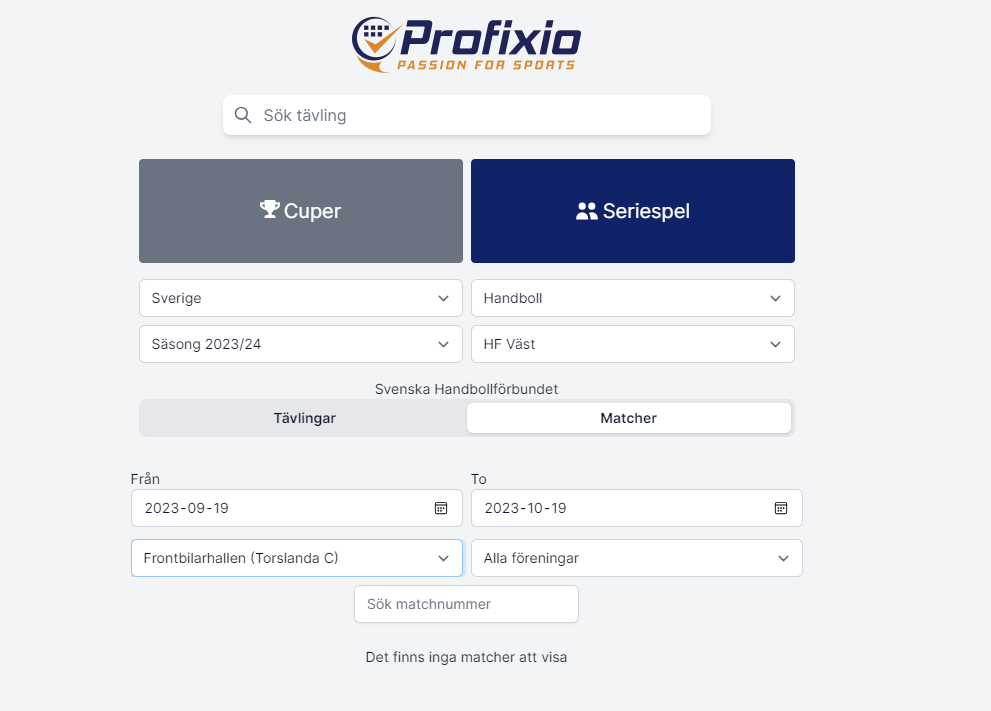 Profixio
PASSION FOR SPORTS
Sök tävling
Cuper
Seriespel
Sverige
Handboll
Säsong 2023/24
HF Väst
Svenska Handbollförbundet
Tävlingar
Matcher
Från
To
2023-09-19
2023-10-19
Frontbilarhallen (Torslanda C)
Alla föreningar
Sök matchnummer
Det finns inga matcher att visa